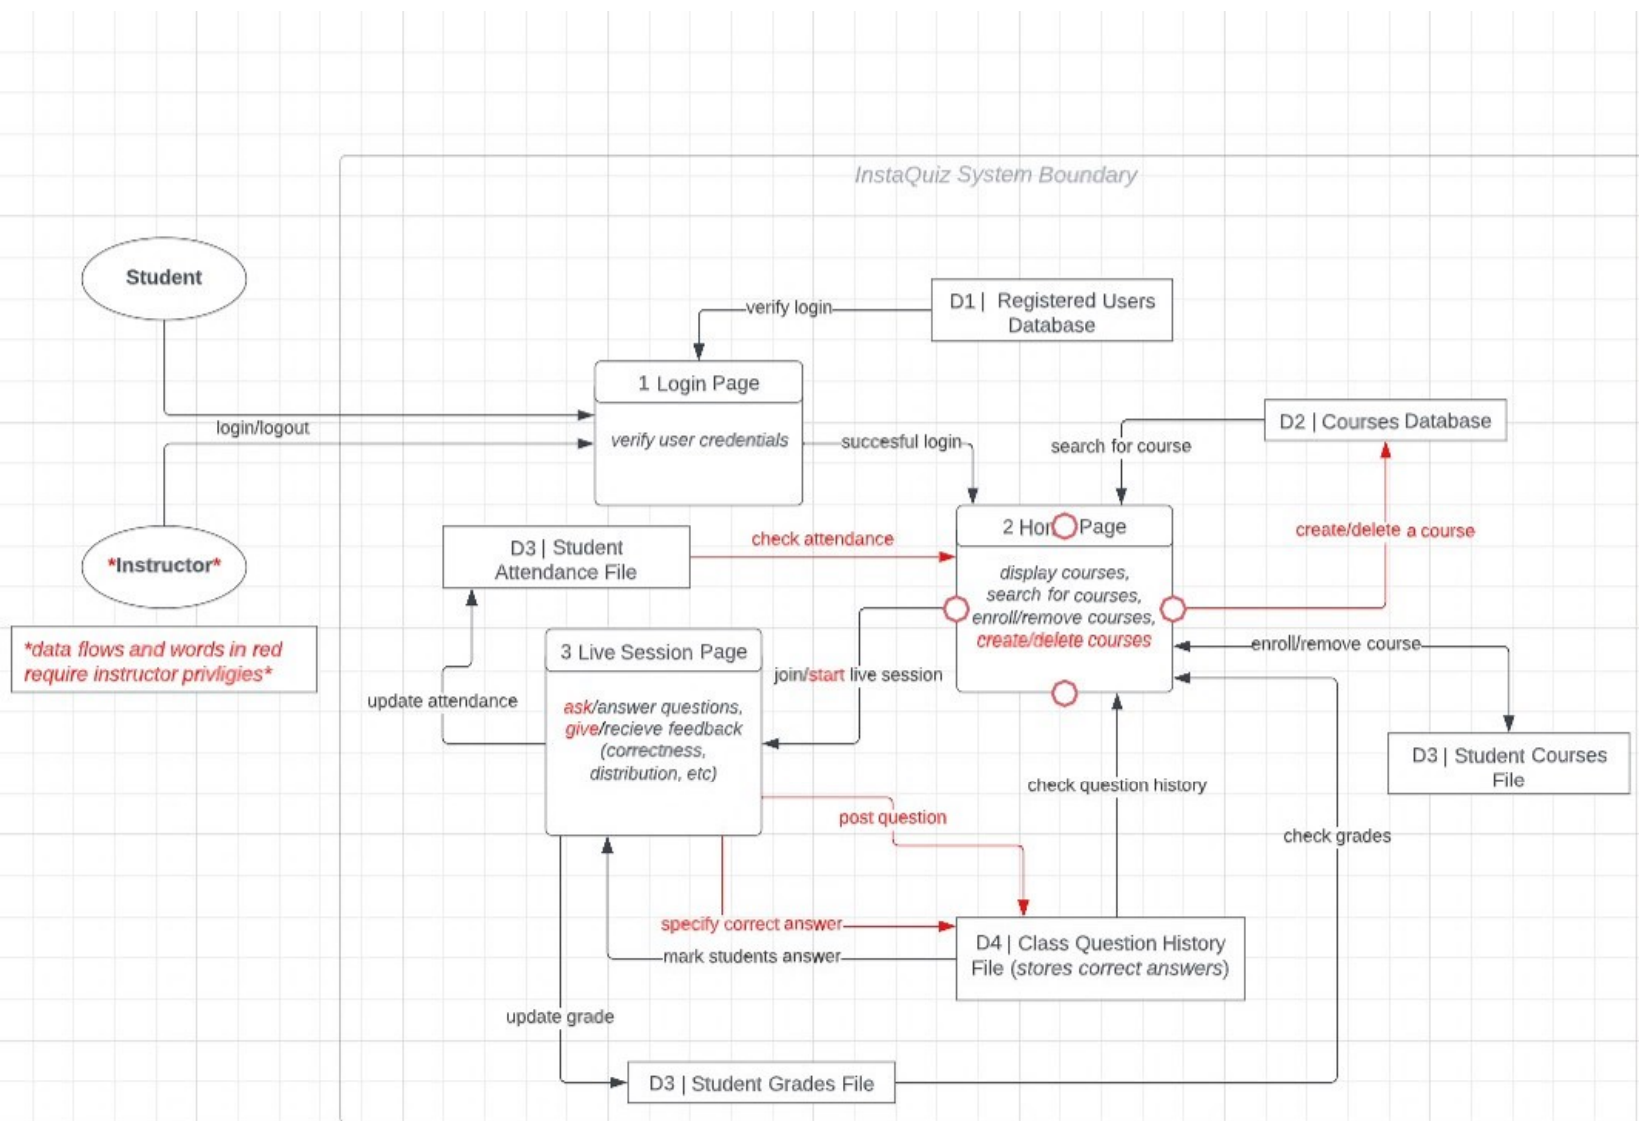 InstaQuiz System Boundary
Student
D1 | Registered Users
Database
verify login
1 Login Page
verify user credentials
login/logout
succesful login
D2 | Courses Database
search for course
*Instructor*
*data flows and words in red
require instructor privligies*
D3 | Student
Attendance File
check attendance
2 Hom Page
display courses,
search for courses,
enroll/remove courses,
create/delete courses
create/delete a course
enroll/remove course
3 Live Session Page
ask/answer questions,
give/recieve feedback
(correctness,
distribution, etc)
join/start live session
update attendance
D3 | Student Courses
File
check question history
post question
check grades
specify correct answer
mark students answer
D4 | Class Question History
File (stores correct answers)
update grade
D3 | Student Grades File